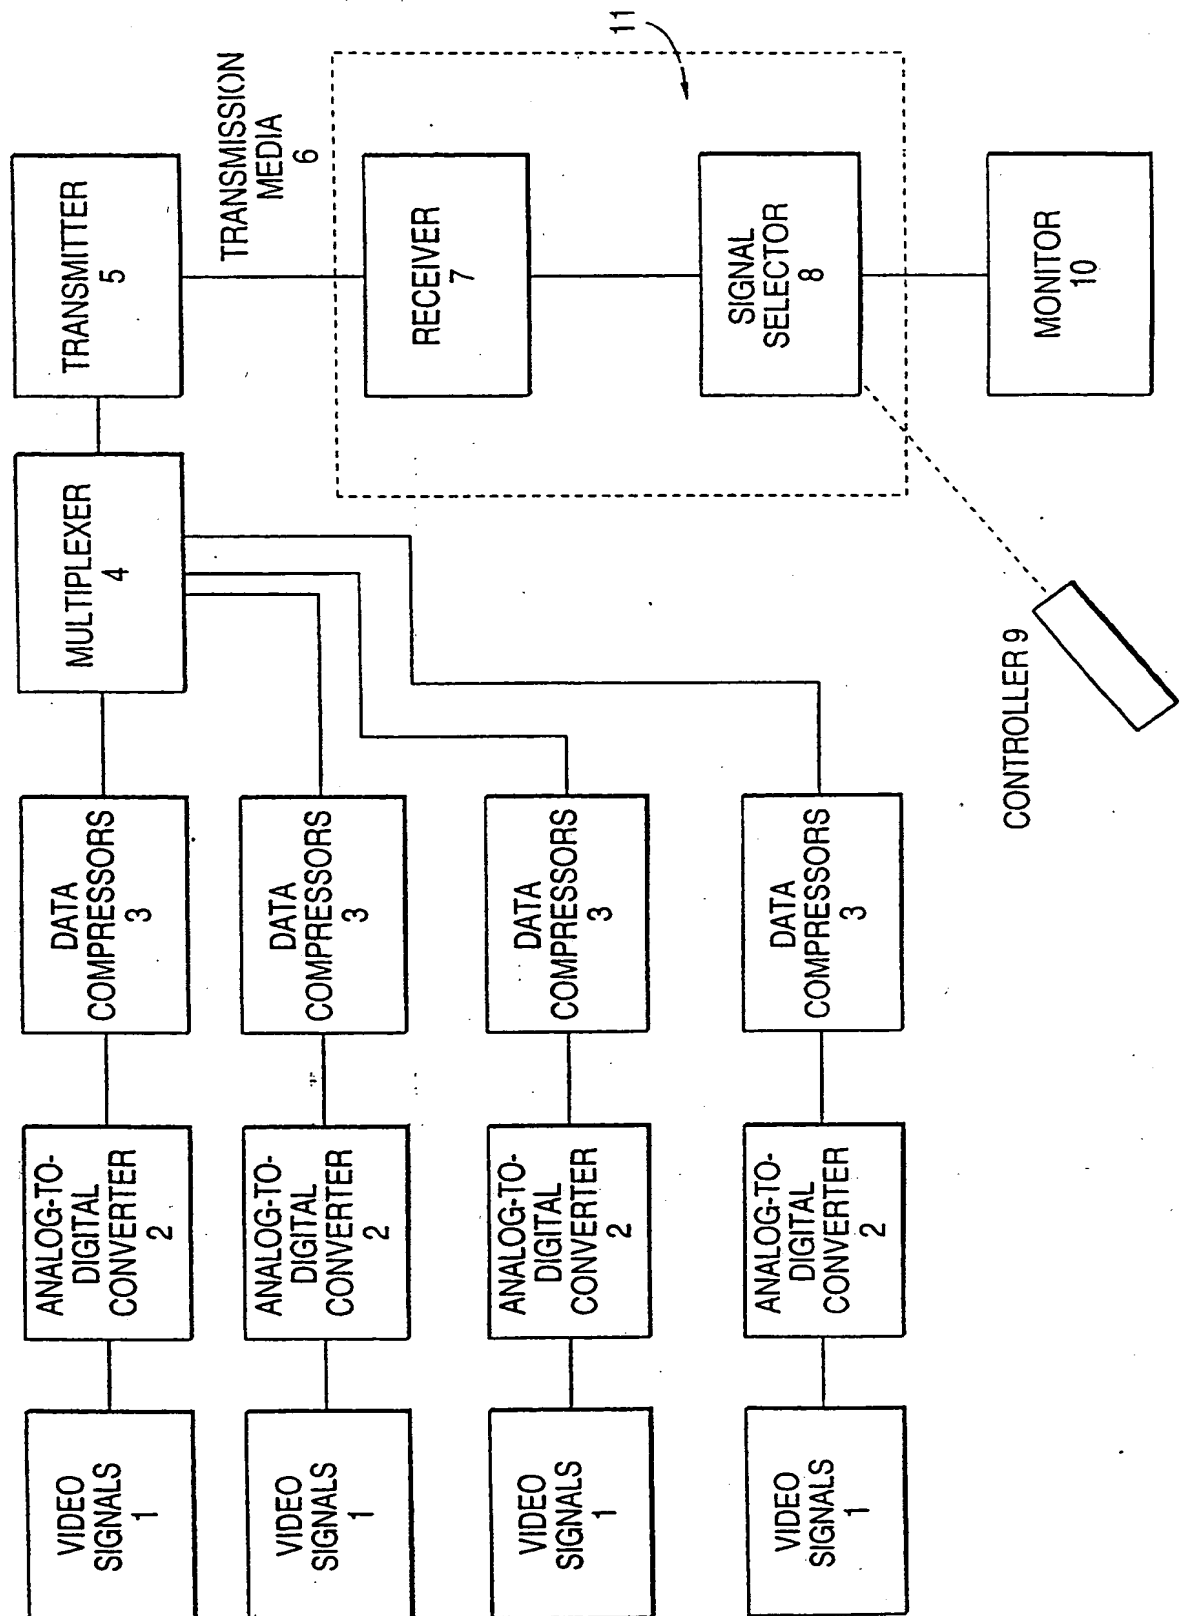 VIDEO
SIGNALS
1
ANALOG-TO-
DIGITAL
CONVERTER
2
DATA
COMPRESSORS
3
MULTIPLEXER
4
TRANSMITTER
5
VIDEO
SIGNALS
1
ANALOG-TO-
DIGITAL
CONVERTER
2
DATA
COMPRESSORS
3
TRANSMISSION
MEDIA
6
VIDEO
SIGNALS
1
ANALOG-TO-
DIGITAL
CONVERTER
2
DATA
COMPRESSORS
3
RECEIVER
7
11
VIDEO
SIGNALS
1
ANALOG-TO-
DIGITAL
CONVERTER
2
DATA
COMPRESSORS
3
SIGNAL
SELECTOR
8
CONTROLLER 9
MONITOR
10